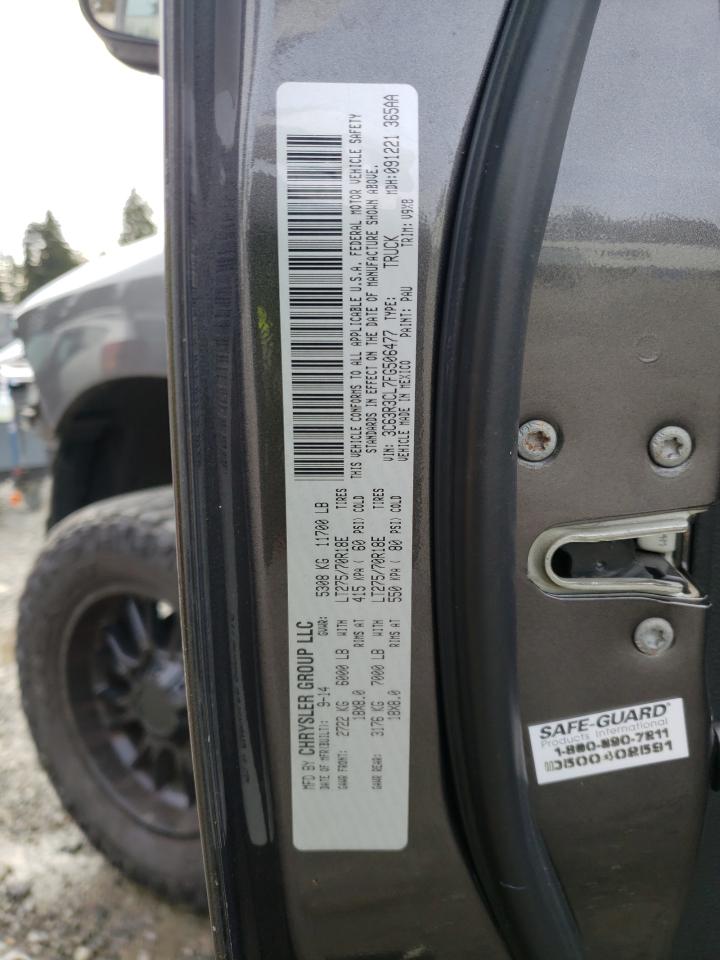 MFD BY CHRYSLER GROUP LLC
DATE OF MFR(BUILT): 9-14 GVWR: 5308 KG 11700 LB
GAWR FRONT: 2722 KG 6000 LB WITH LT275/70R18E TIRES
18X8.0 RIMS AT 415 KPA ( 60 PSI) COLD
GAWR REAR: 3176 KG 7000 LB WITH LT275/70R18E TIRES
18X8.0 RIMS AT 550 KPA ( 80 PSI) COLD
THIS VEHICLE CONFORMS TO ALL APPLICABLE U.S.A. FEDERAL MOTOR VEHICLE SAFETY
STANDARDS IN EFFECT ON THE DATE OF MANUFACTURE SHOWN ABOVE.
VIN: 3C63R3CL7FG506477 TYPE: TRUCK MDH:091221 365AA
VEHICLE MADE IN MEXICO PAINT: PAU TRIM: V9X8
SAFE-GUARD®
Products International
1-800-890-7211